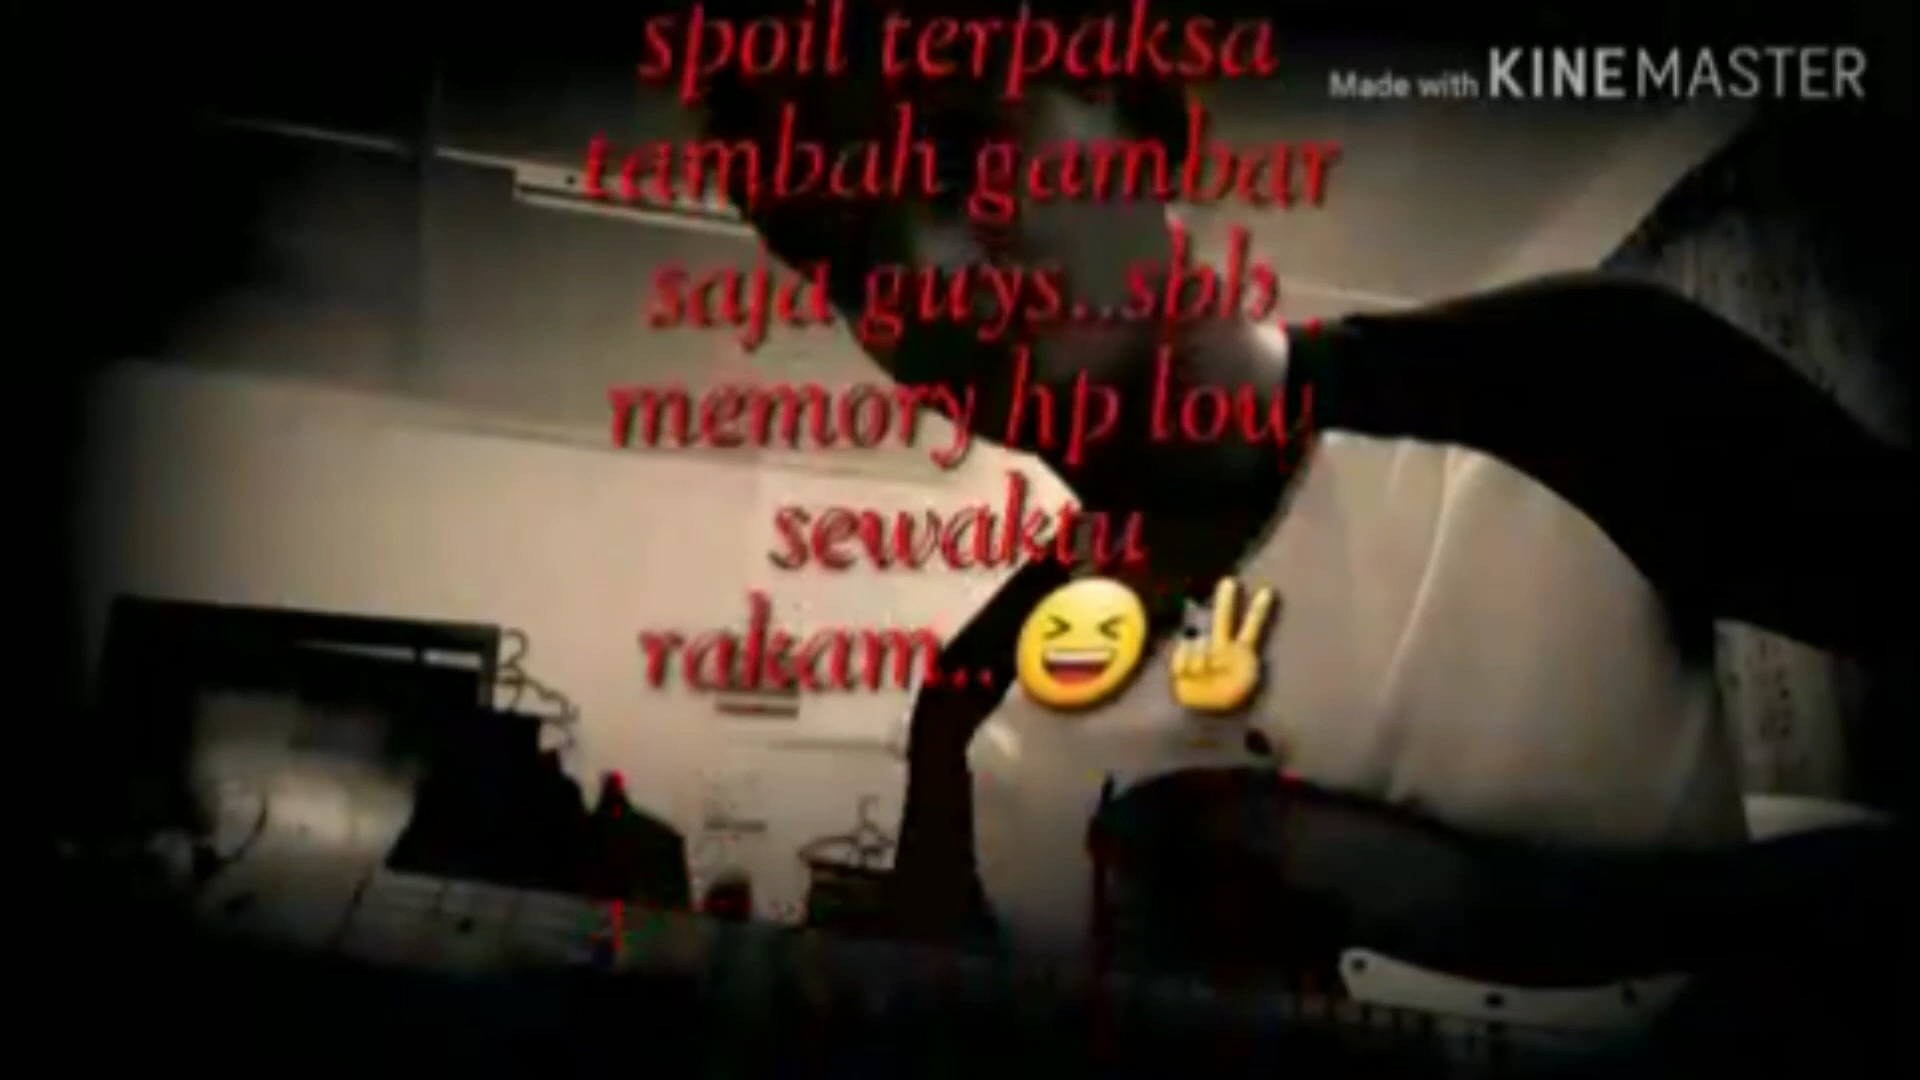 spoil terpaksa
Made with KINEMASTER
tambah gambar
saja guys..sbb..
memory hp low
sewaktu
rakam..😆✌